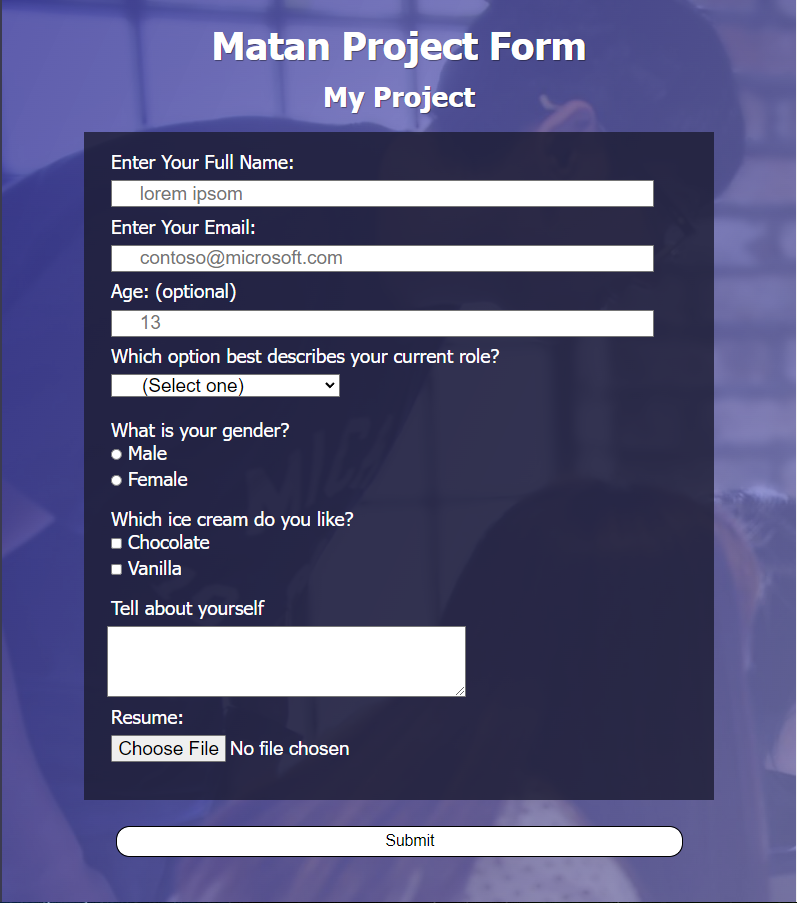 Matan Project Form
My Project
Enter Your Full Name:
lorem ipsom
Enter Your Email:
contoso@microsoft.com
Age: (optional)
13
Which option best describes your current role?
(Select one)
What is your gender?
Male
Female
Which ice cream do you like?
Chocolate
Vanilla
Tell about yourself
Resume:
Choose File No file chosen
Submit